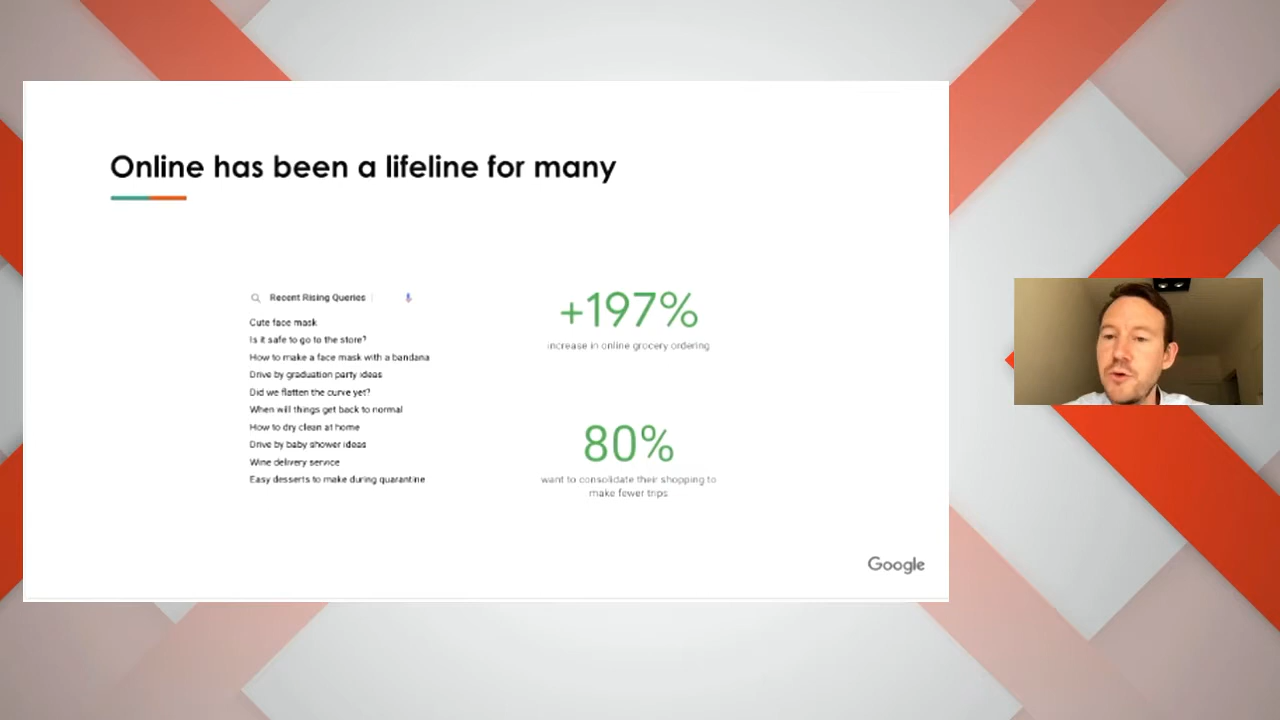 Online has been a lifeline for many
Recent Rising Queries
Cute face mask
Is it safe to go to the store?
How to make a face mask with a bandana
Drive by graduation party ideas
Did we flatten the curve yet?
When will things get back to normal
How to dry clean at home
Drive by baby shower ideas
Wine delivery service
Easy desserts to make during quarantine
+197%
increase in online grocery ordering
80%
want to consolidate their shopping to
make fewer trips
Google